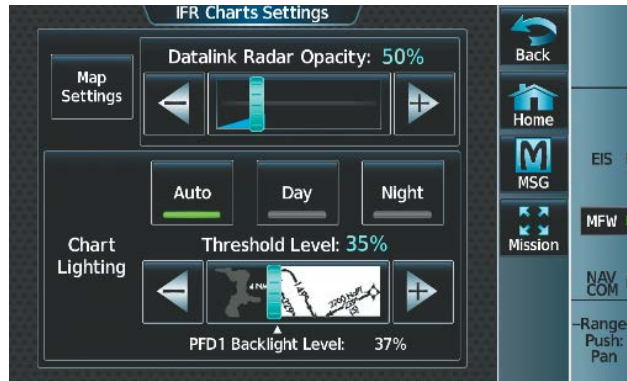 IFR Charts Settings
Map
Settings
Datalink Radar Opacity: 50%
Back
Home
MSG
Mission
Auto
Day
Night
Chart
Lighting
Threshold Level: 35%
PFD1 Backlight Level: 37%
EIS
MFW
NAV
COM
Range
Push:
Pan